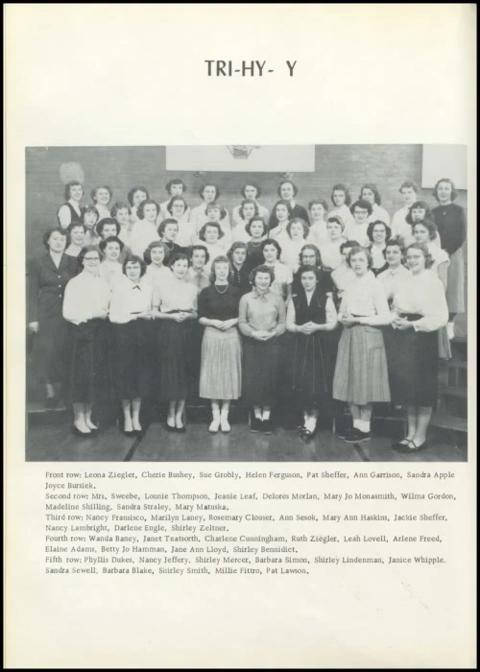 TRI-HY- Y
Front row: Leona Ziegler, Cherie Bushey, Sue Grobly, Helen Ferguson, Pat Sheffer, Ann Garrison, Sandra Apple
Joyce Bursiek.
Second row: Mrs. Sweebe, Lounie Thompson, Jeanie Leaf, Delores Morlan, Mary Jo Monasmith, Wilma Gordon,
Madeline Shilling, Sandra Straley, Mary Matuska.
Third row: Nancy Fransisco, Marilyn Laney, Rosemary Clouser, Ann Sesok, Mary Ann Haskins, Jackie Sheffer,
Nancy Lambright, Darlene Engle, Shirley Zeltner.
Fourth row: Wanda Baney, Janet Teatsorth, Charlene Cunningham, Ruth Ziegler, Leah Lovell, Arlene Freed,
Elaine Adams, Betty Jo Hamman, Jane Ann Lloyd, Shirley Bensidict.
Fifth row: Phyllis Dukes, Nancy Jeffery, Shirley Mercer, Barbara Simon, Shirley Lindenman, Janice Whipple.
Sandra Sewell, Barbara Blake, Shirley Smith, Millie Fittro, Pat Lawson.